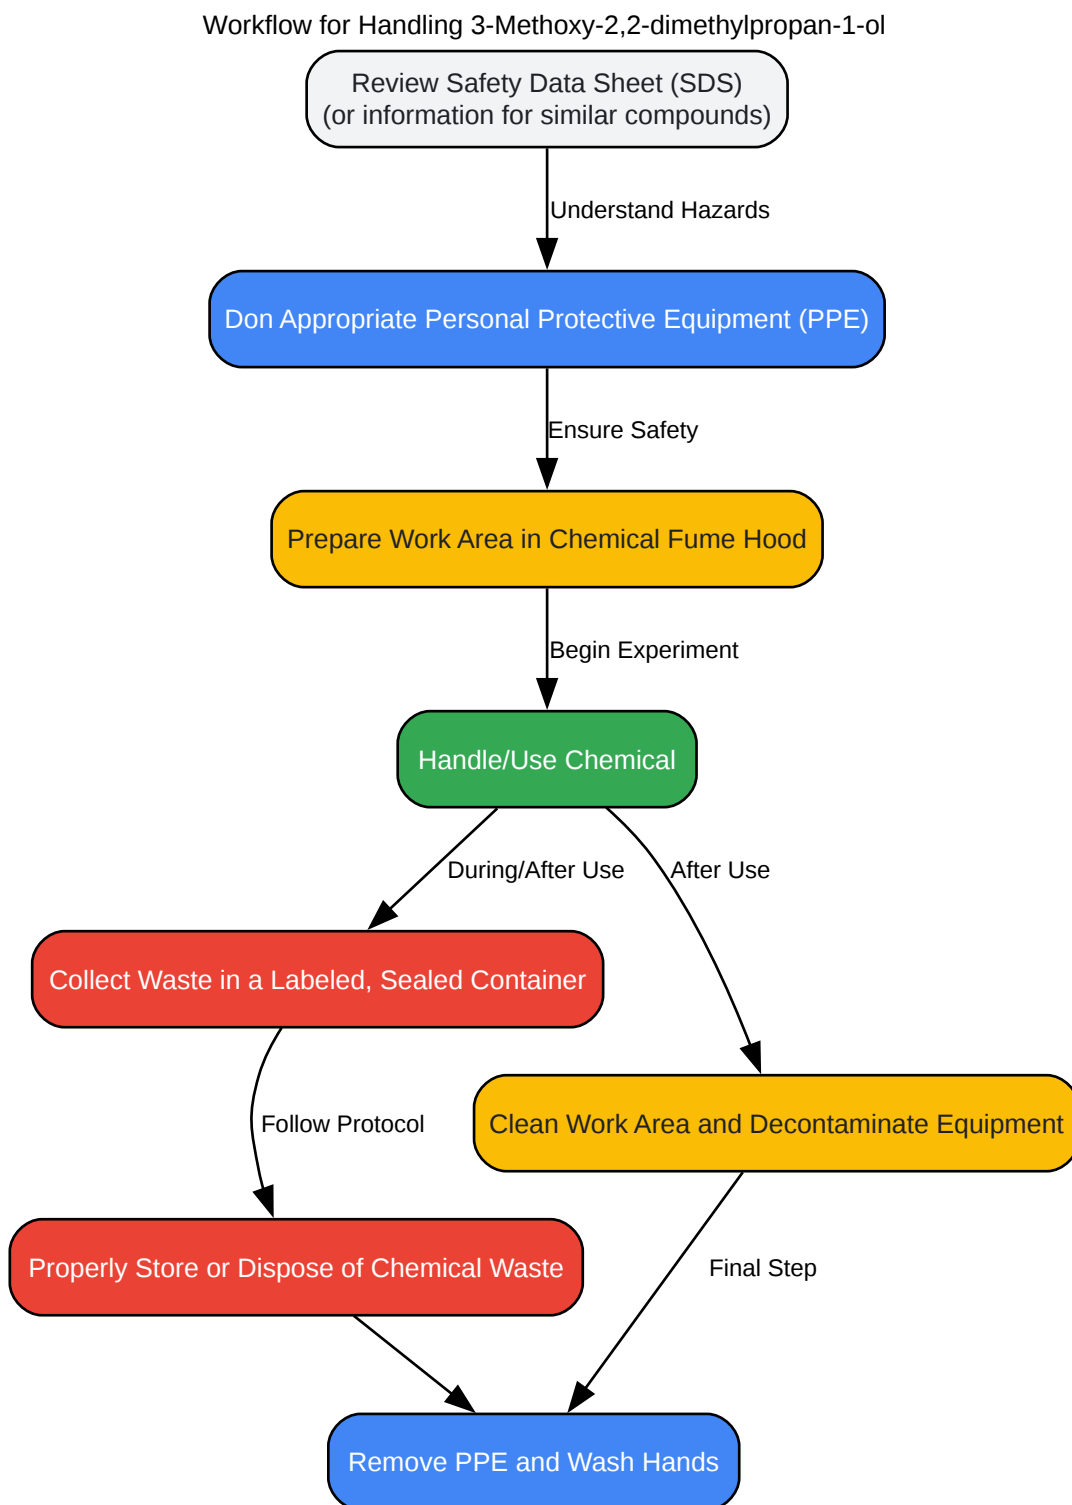 Workflow for Handling 3-Methoxy-2,2-dimethylpropan-1-ol
Review Safety Data Sheet (SDS)
(or information for similar compounds)
Understand Hazards
Don Appropriate Personal Protective Equipment (PPE)
Ensure Safety
Prepare Work Area in Chemical Fume Hood
Begin Experiment
Handle/Use Chemical
During/After Use
After Use
Collect Waste in a Labeled, Sealed Container
Follow Protocol
Clean Work Area and Decontaminate Equipment
Properly Store or Dispose of Chemical Waste
Final Step
Remove PPE and Wash Hands